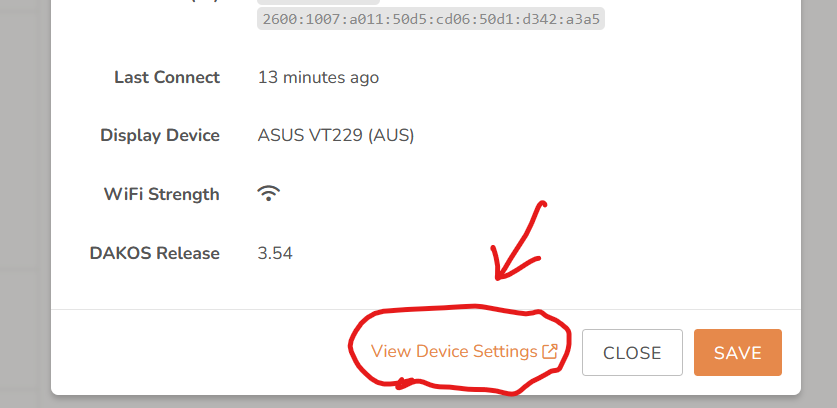 2600:1007:a011:50d5:cd06:50d1:d342:a3a5
Last Connect 13 minutes ago
Display Device ASUS VT229 (AUS)
WiFi Strength
DAKOS Release 3.54
View Device Settings CLOSE SAVE